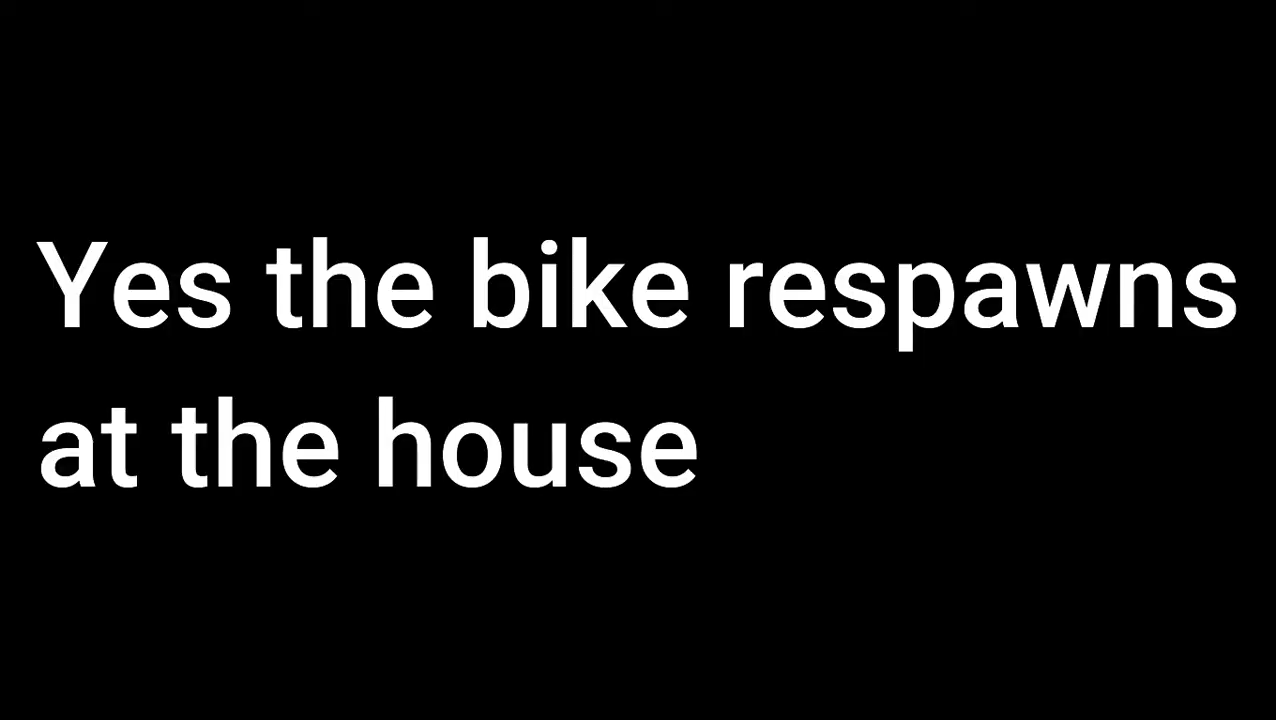 Yes the bike respawns
at the house